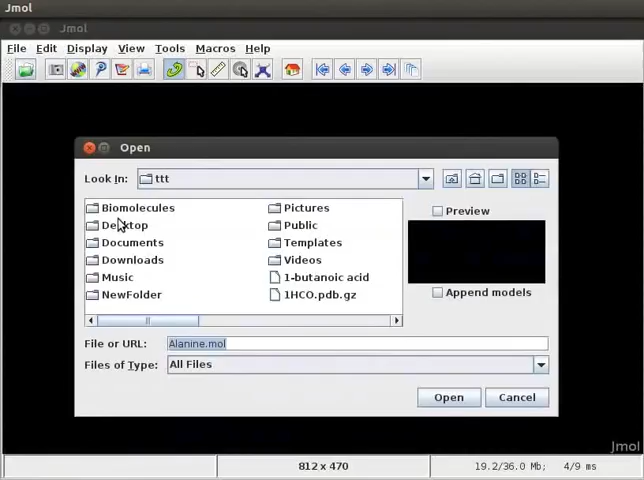 Jmol
Jmol
File Edit Display View Tools Macros Help
Open
Look In: ttt
Biomolecules Pictures
Desktop Public
Documents Templates
Downloads Videos
Music 1-butanoic acid
NewFolder 1HCO.pdb.gz
Preview
Append models
File or URL: Alanine.mol
Files of Type: All Files
Open Cancel
Jmol
812 x 470 19.2/36.0 Mb; 4/9 ms